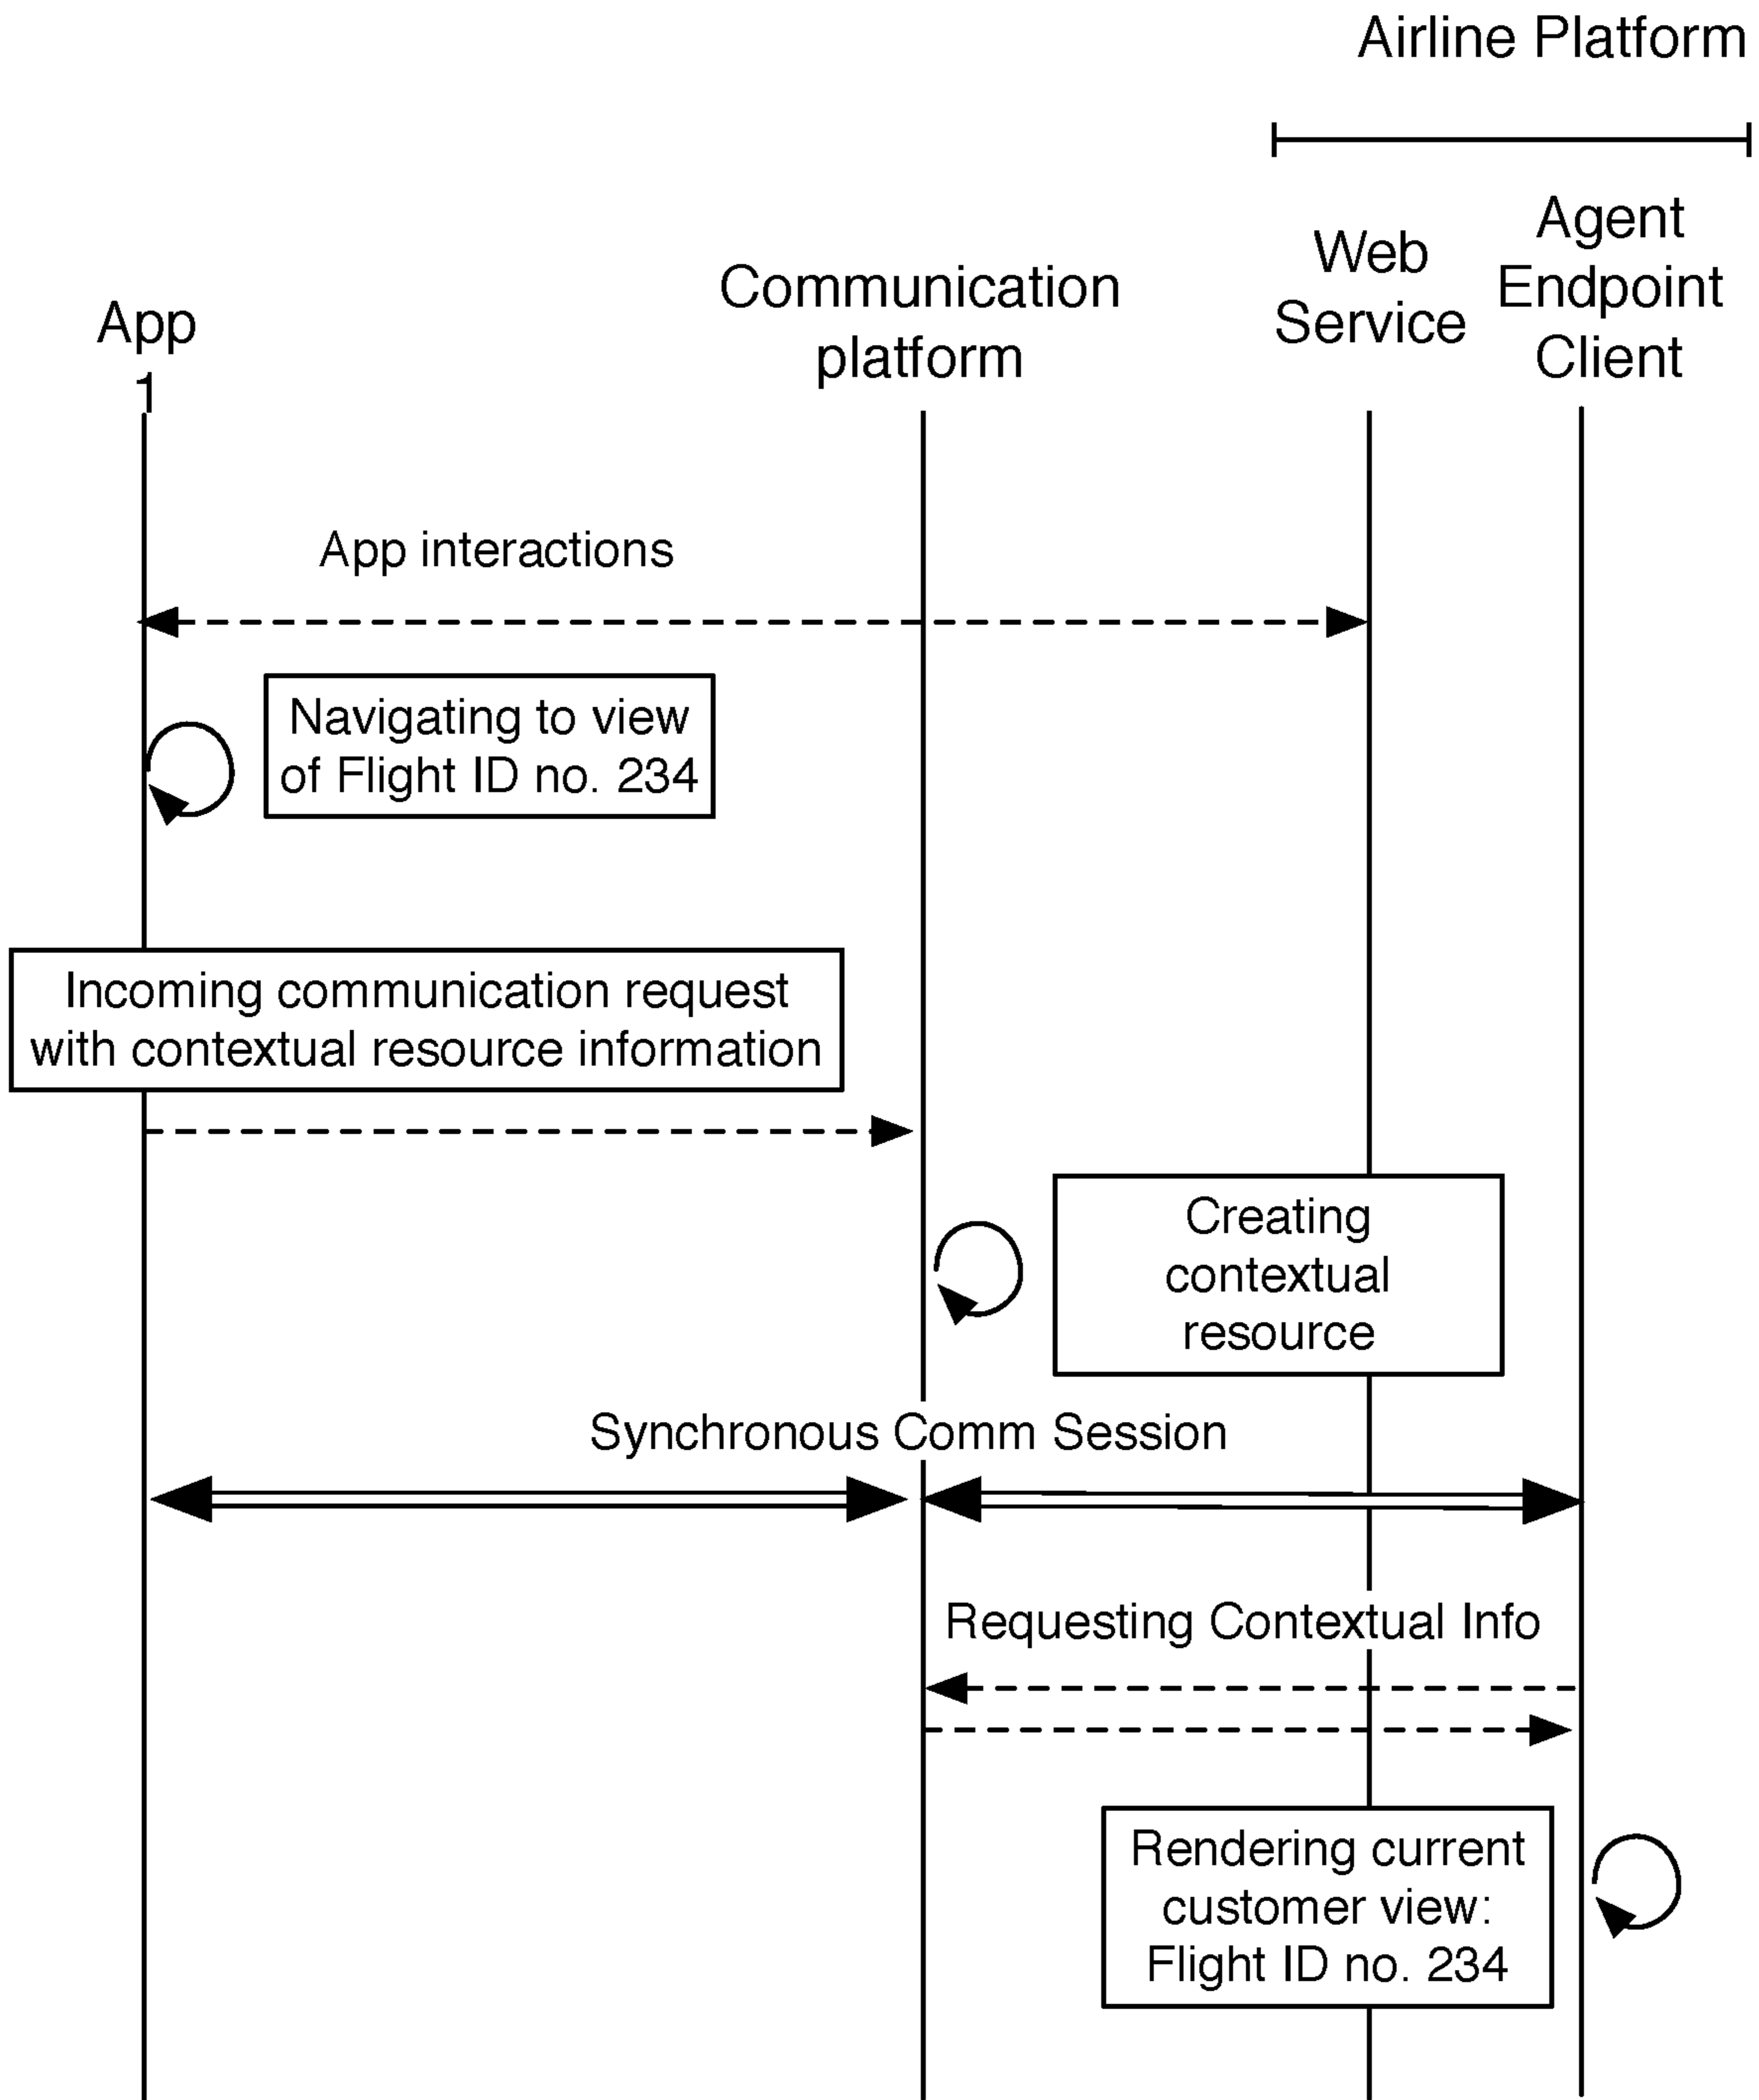 Airline Platform
App
1
Communication
platform
Web
Service
Agent
Endpoint
Client
App interactions
Navigating to view
of Flight ID no. 234
Incoming communication request
with contextual resource information
Creating
contextual
resource
Synchronous Comm Session
Requesting Contextual Info
Rendering current
customer view:
Flight ID no. 234